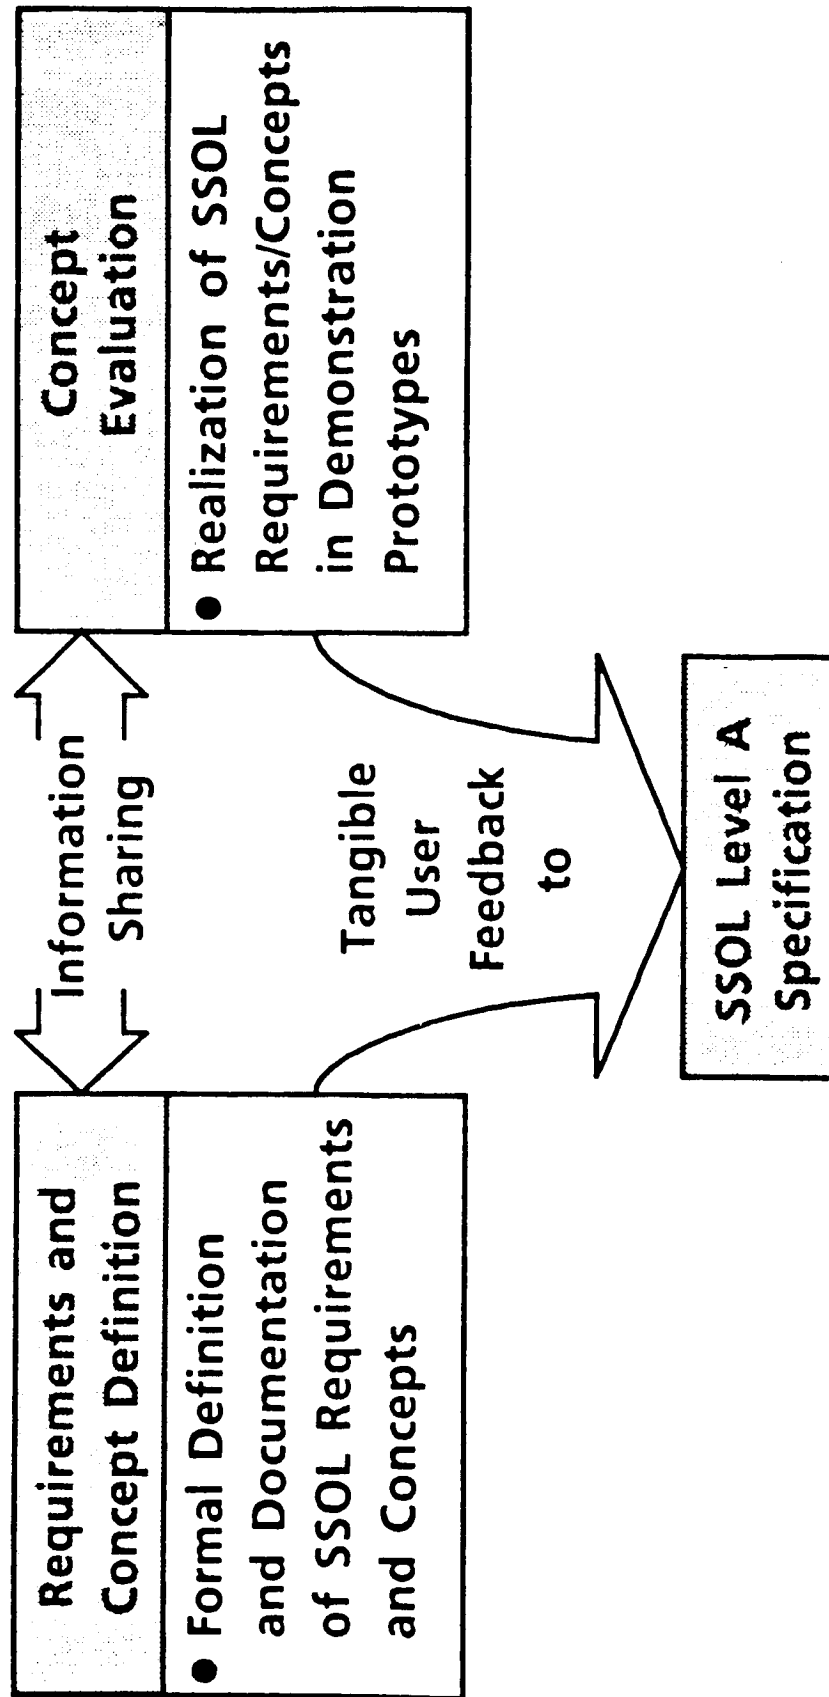 Requirements and
Concept Definition
● Formal Definition
and Documentation
of SSOL Requirements
and Concepts
Information
Sharing
Concept
Evaluation
● Realization of SSOL
Requirements/Concepts
in Demonstration
Prototypes
Tangible
User
Feedback
to
SSOL Level A
Specification